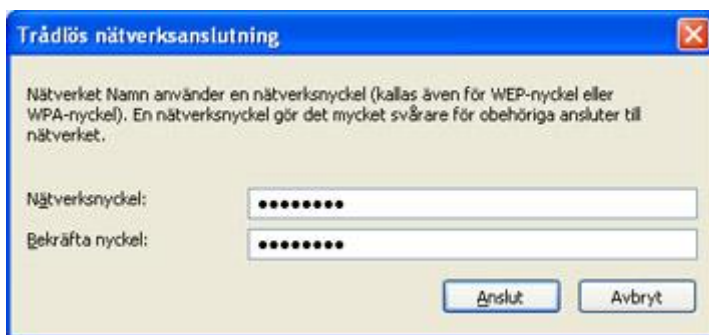 Trådlös nätverksanslutning
Nätverket Namn använder en nätverksnyckel (kallas även för WEP-nyckel eller
WPA-nyckel). En nätverksnyckel gör det mycket svårare för obehöriga ansluter till
nätverket.
Nätverksnyckel: ●●●●●●●●
Bekräfta nyckel: ●●●●●●●●
Anslut Avbryt